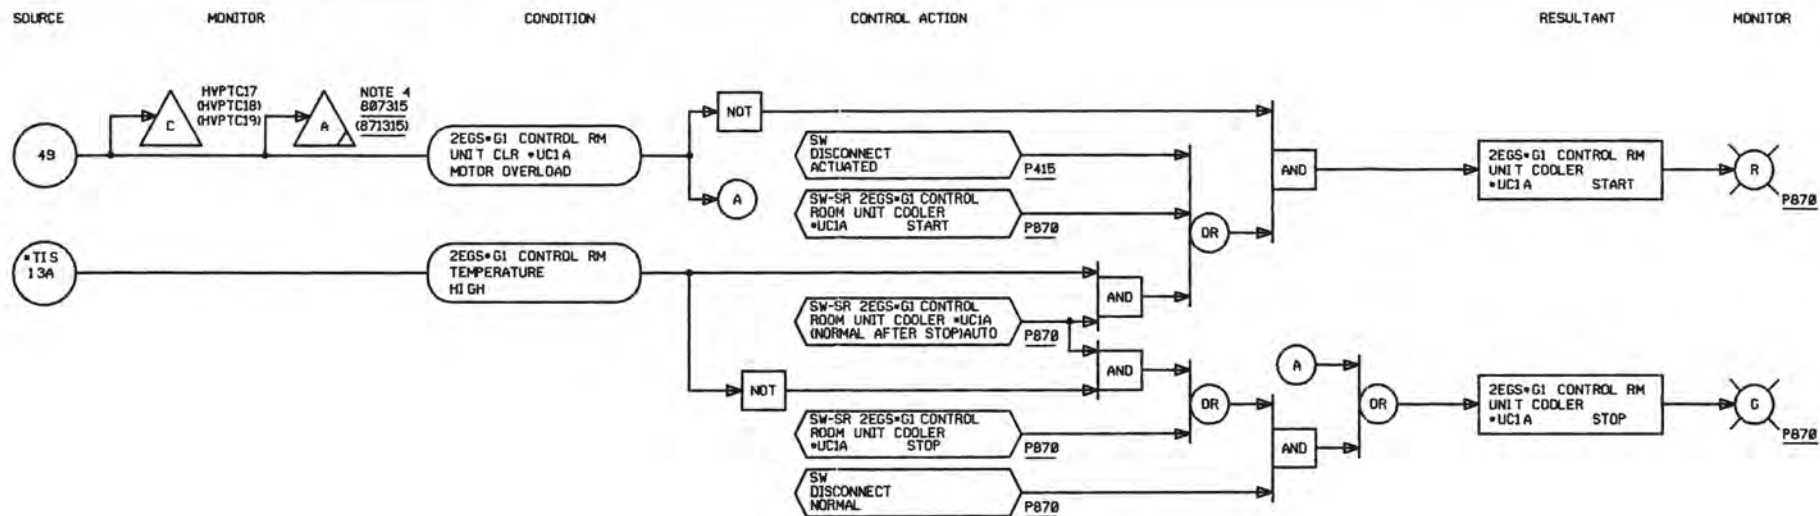 SOURCE MONITOR CONDITION CONTROL ACTION RESULTANT MONITOR
HVPTC17
(HVPTC18)
(HVPTC19)
NOTE 4
807315
(871315)
C
A
49
2EGS*G1 CONTROL RM
UNIT CLR *UC1A
MOTOR OVERLOAD
NOT
A
SW
DISCONNECT
ACTUATED
P415
SW-SR 2EGS*G1 CONTROL
ROOM UNIT COOLER
*UC1A START
P870
OR
AND
2EGS*G1 CONTROL RM
UNIT COOLER
*UC1A START
R
P870
*TIS
13A
2EGS*G1 CONTROL RM
TEMPERATURE
HIGH
AND
SW-SR 2EGS*G1 CONTROL
ROOM UNIT COOLER *UC1A
(NORMAL AFTER STOP)AUTO
P870
AND
NOT
SW-SR 2EGS*G1 CONTROL
ROOM UNIT COOLER
*UC1A STOP
P870
OR
SW
DISCONNECT
NORMAL
P870
AND
A
OR
2EGS*G1 CONTROL RM
UNIT COOLER
*UC1A STOP
G
P870